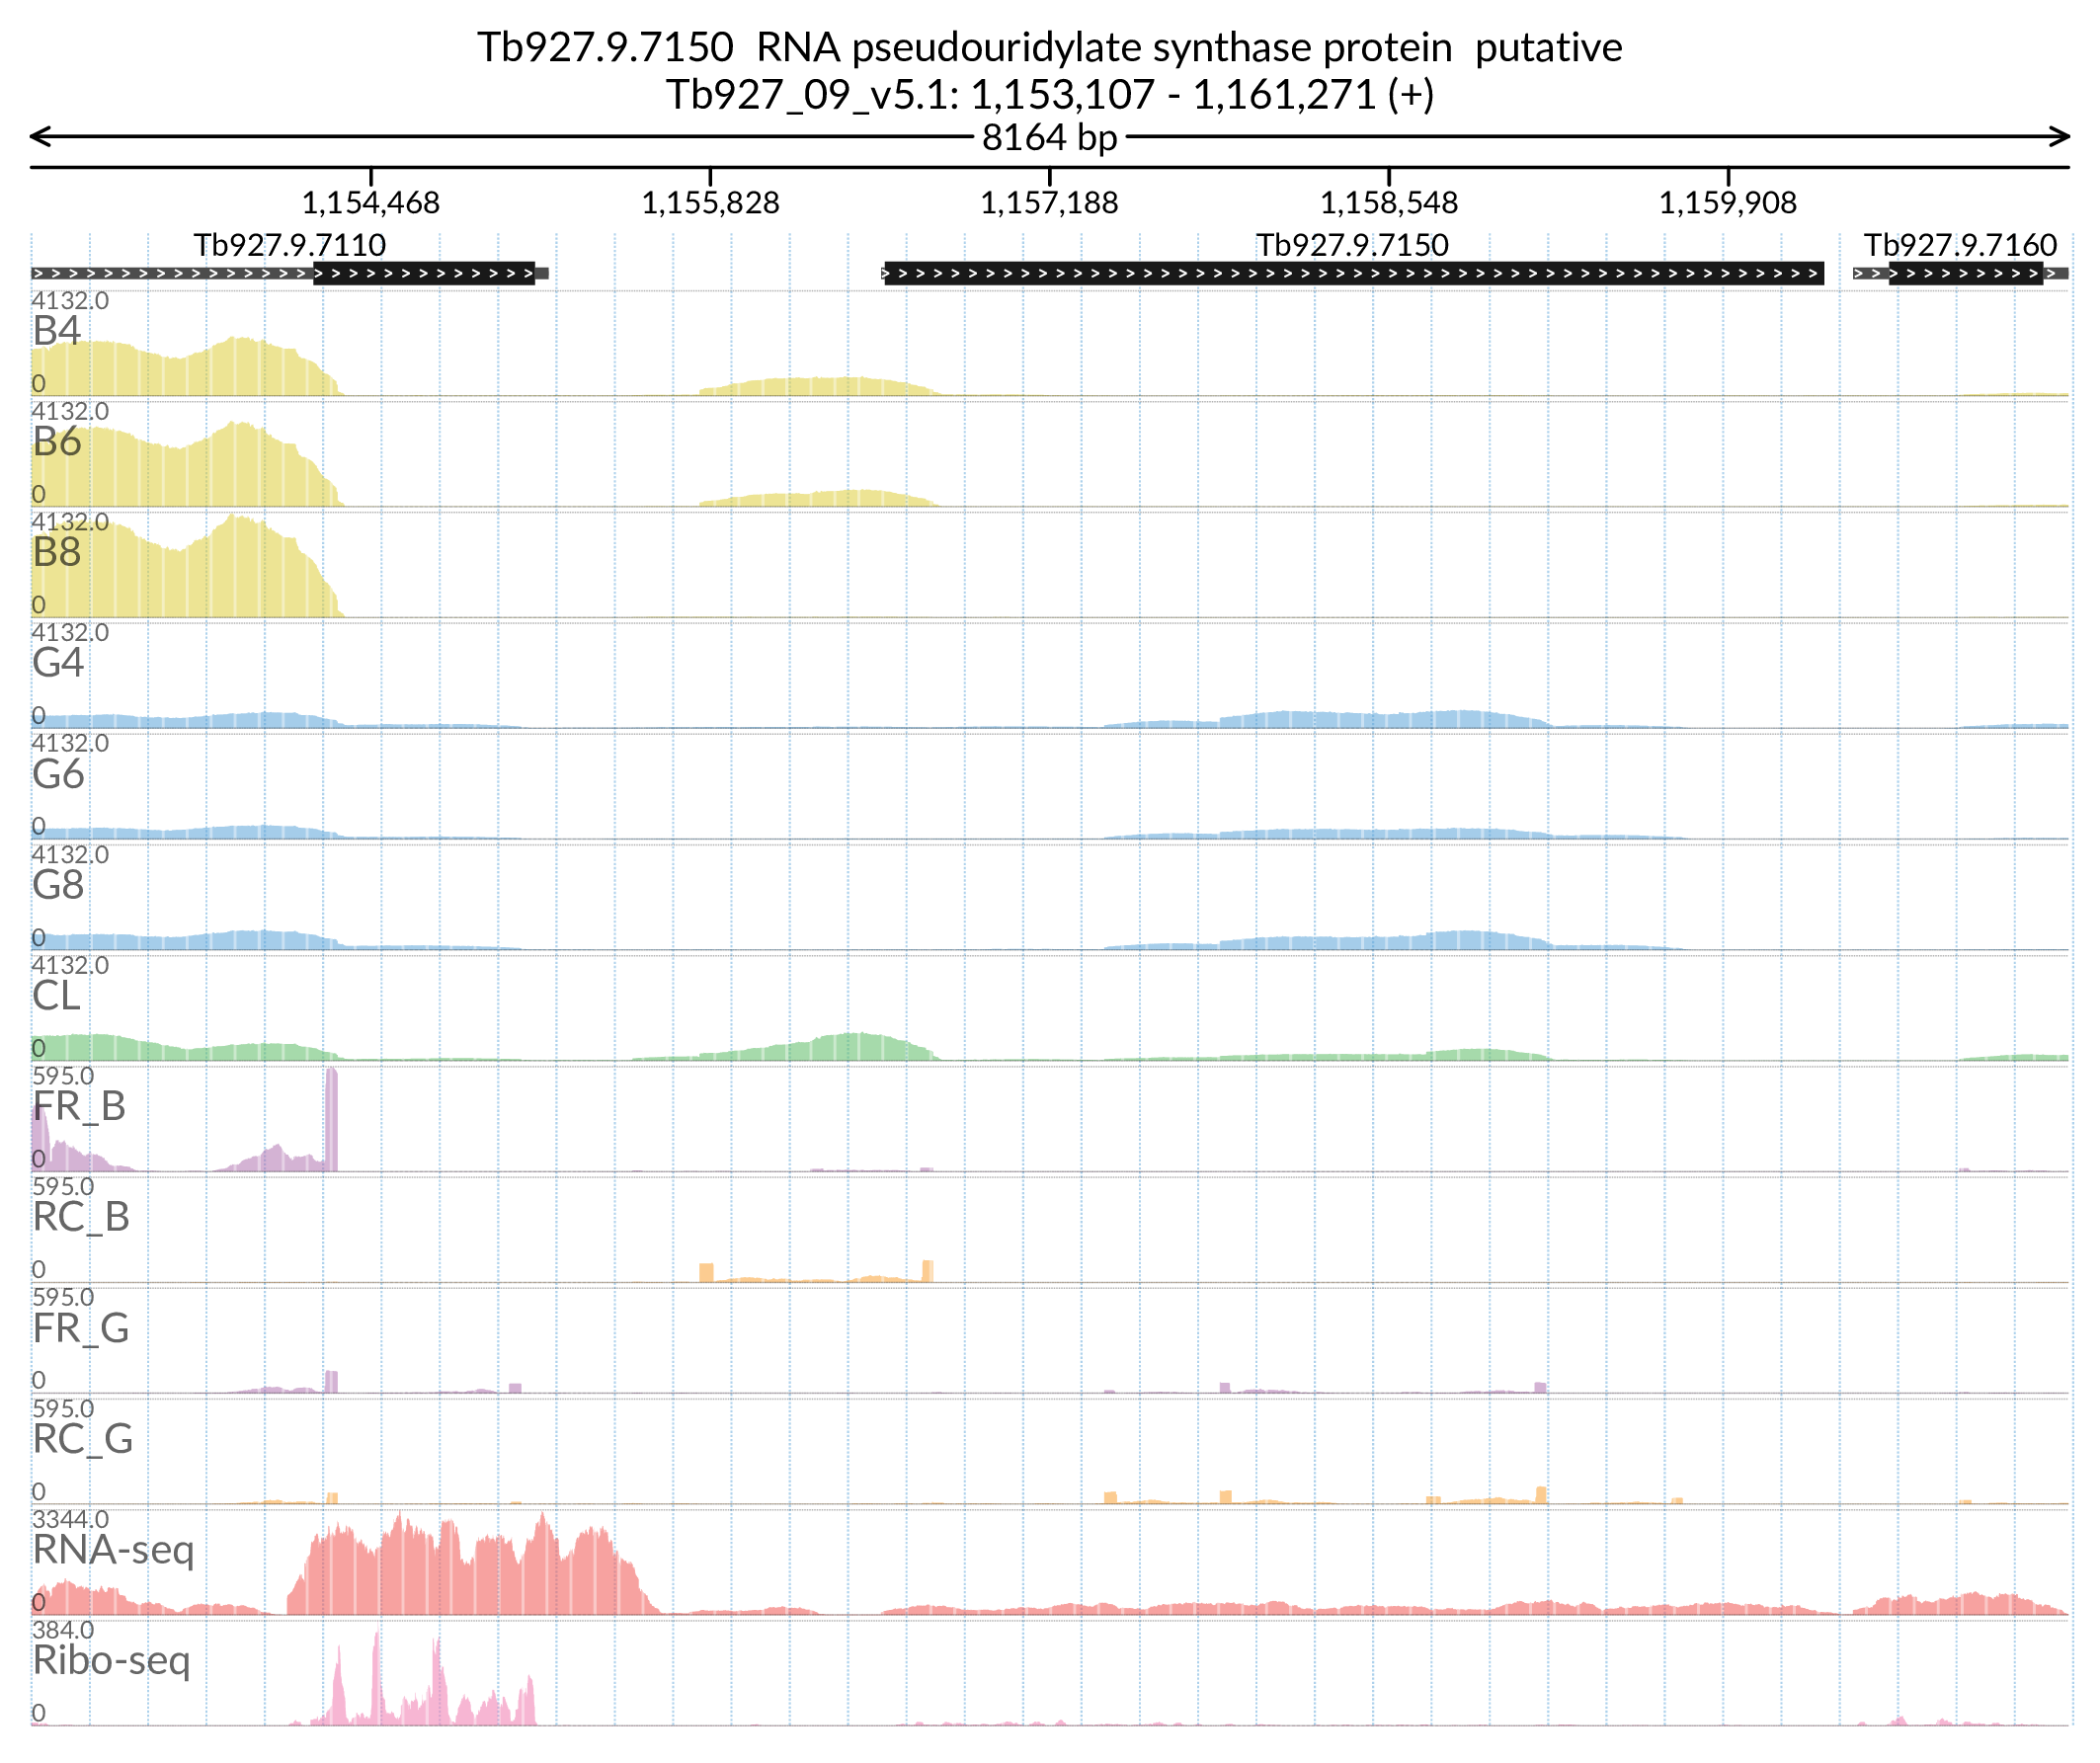 Tb927.9.7150  RNA pseudouridylate synthase protein  putative
Tb927_09_v5.1: 1,153,107 - 1,161,271 (+)
8164 bp
1,154,468 1,155,828 1,157,188 1,158,548 1,159,908
Tb927.9.7110 Tb927.9.7150 Tb927.9.7160
4132.0
B4
0
4132.0
B6
0
4132.0
B8
0
4132.0
G4
0
4132.0
G6
0
4132.0
G8
0
4132.0
CL
0
595.0
FR_B
0
595.0
RC_B
0
595.0
FR_G
0
595.0
RC_G
0
3344.0
RNA-seq
0
384.0
Ribo-seq
0